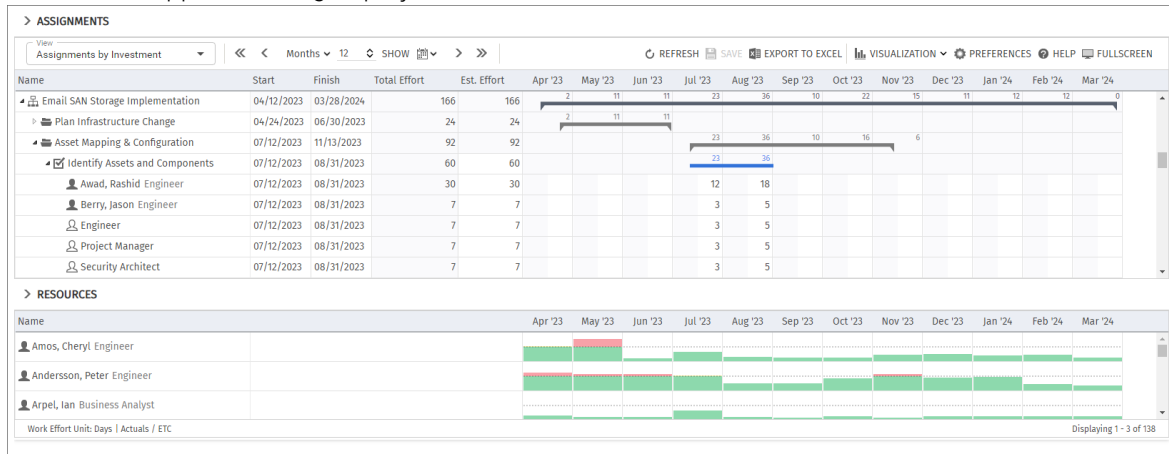 > ASSIGNMENTS
View
Assignments by Investment
Months 12 SHOW
REFRESH SAVE EXPORT TO EXCEL VISUALIZATION PREFERENCES HELP FULLSCREEN
Name Start Finish Total Effort Est. Effort Apr '23 May '23 Jun '23 Jul '23 Aug '23 Sep '23 Oct '23 Nov '23 Dec '23 Jan '24 Feb '24 Mar '24
Email SAN Storage Implementation 04/12/2023 03/28/2024 166 166 2 11 11 23 36 10 22 15 11 12 12 0
Plan Infrastructure Change 04/24/2023 06/30/2023 24 24 2 11 11
Asset Mapping & Configuration 07/12/2023 11/13/2023 92 92 23 36 10 16 6
Identify Assets and Components 07/12/2023 08/31/2023 60 60 23 36
Awad, Rashid Engineer 07/12/2023 08/31/2023 30 30 12 18
Berry, Jason Engineer 07/12/2023 08/31/2023 7 7 3 5
Engineer 07/12/2023 08/31/2023 7 7 3 5
Project Manager 07/12/2023 08/31/2023 7 7 3 5
Security Architect 07/12/2023 08/31/2023 7 7 3 5
> RESOURCES
Name Apr '23 May '23 Jun '23 Jul '23 Aug '23 Sep '23 Oct '23 Nov '23 Dec '23 Jan '24 Feb '24 Mar '24
Amos, Cheryl Engineer
Andersson, Peter Engineer
Arpel, Ian Business Analyst
Work Effort Unit: Days | Actuals / ETC
Displaying 1 - 3 of 138